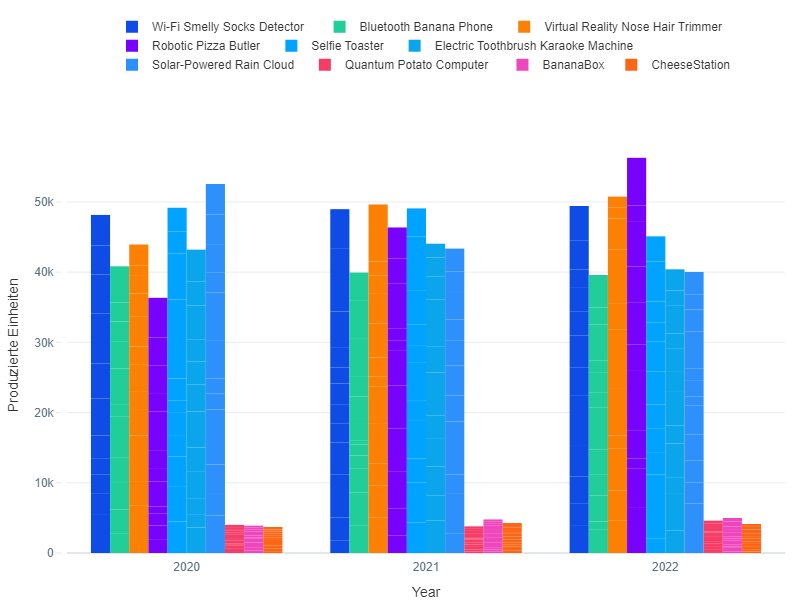 Wi-Fi Smelly Socks Detector Bluetooth Banana Phone Virtual Reality Nose Hair Trimmer
Robotic Pizza Butler Selfie Toaster Electric Toothbrush Karaoke Machine
Solar-Powered Rain Cloud Quantum Potato Computer BananaBox CheeseStation
50k
40k
30k
20k
10k
0
Produzierte Einheiten
2020 2021 2022
Year